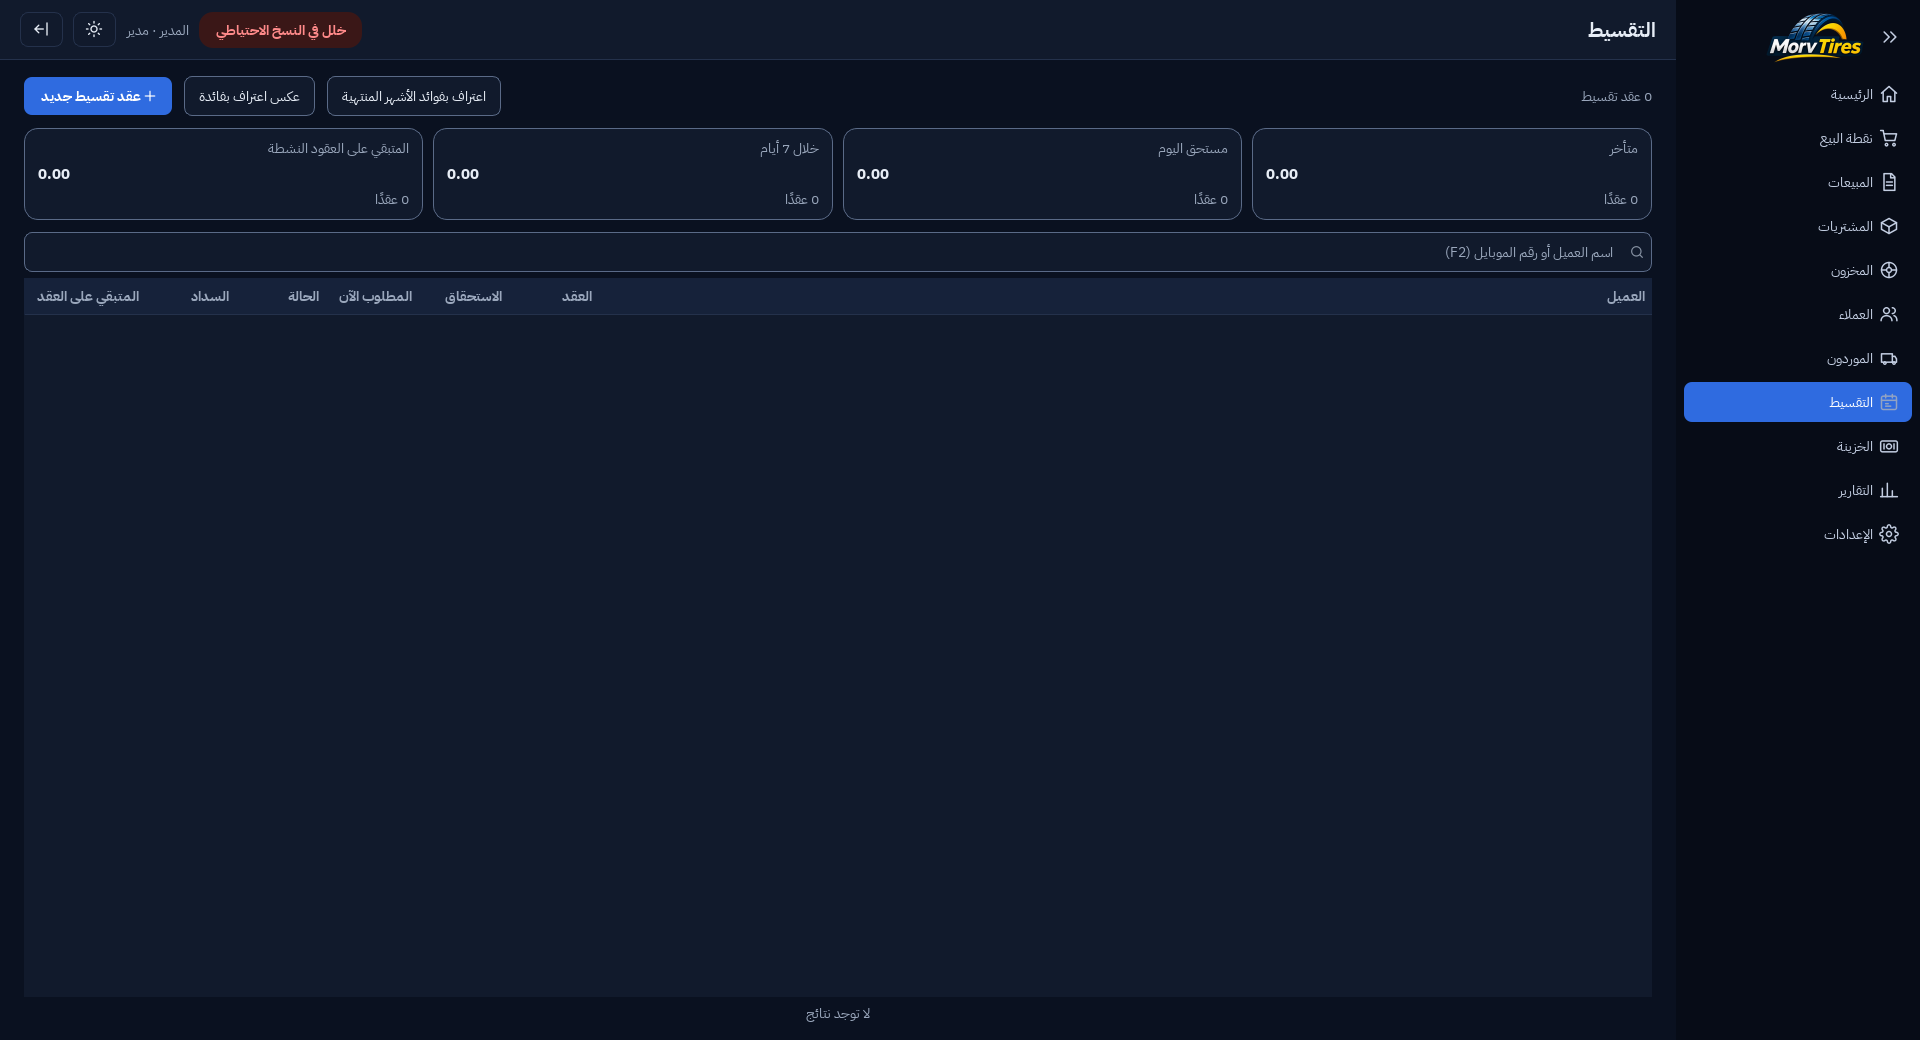 MorvTires
الرئيسية
نقطة البيع
المبيعات
المشتريات
المخزون
العملاء
الموردون
التقسيط
الخزينة
التقارير
الإعدادات
التقسيط
خلل في النسخ الاحتياطي
المدير · مدير
0 عقد تقسيط
اعتراف بفوائد الأشهر المنتهية
عكس اعتراف بفائدة
عقد تقسيط جديد
متأخر
0.00
0 عقدًا
مستحق اليوم
0.00
0 عقدًا
خلال 7 أيام
0.00
0 عقدًا
المتبقي على العقود النشطة
0.00
0 عقدًا
اسم العميل أو رقم الموبايل (F2)
العميل العقد الاستحقاق المطلوب الآن الحالة السداد المتبقي على العقد
لا توجد نتائج